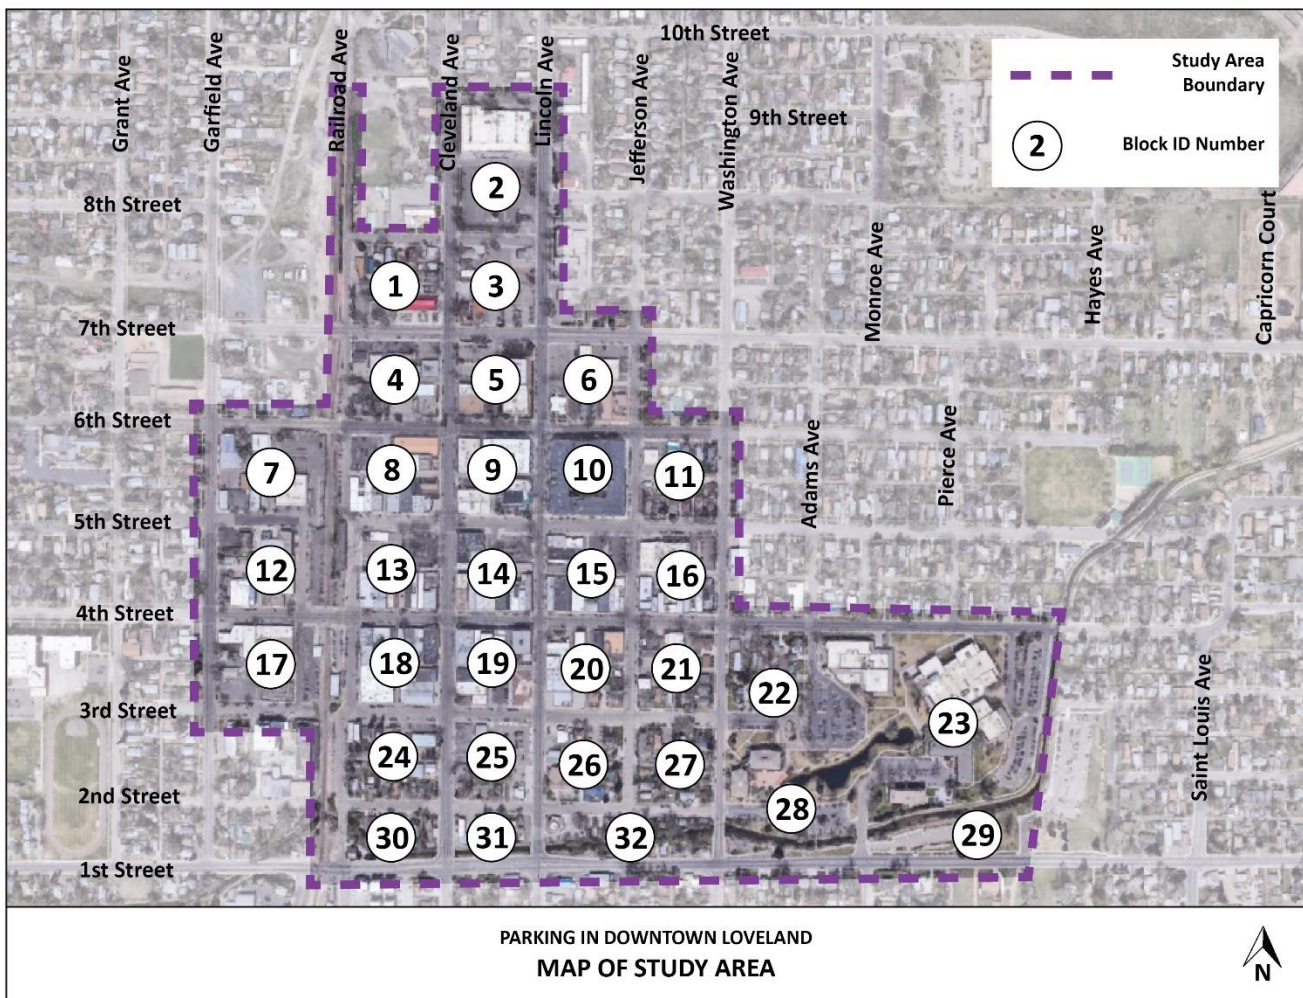 10th Street
9th Street
8th Street
7th Street
6th Street
5th Street
4th Street
3rd Street
2nd Street
1st Street
Grant Ave
Garfield Ave
Railroad Ave
Cleveland Ave
Lincoln Ave
Jefferson Ave
Washington Ave
Adams Ave
Monroe Ave
Pierce Ave
Hayes Ave
Saint Louis Ave
Capricorn Court
Study Area
Boundary
2
Block ID Number
2
1
3
4
5
6
7
8
9
10
11
12
13
14
15
16
17
18
19
20
21
22
23
24
25
26
27
28
29
30
31
32
PARKING IN DOWNTOWN LOVELAND
MAP OF STUDY AREA
N